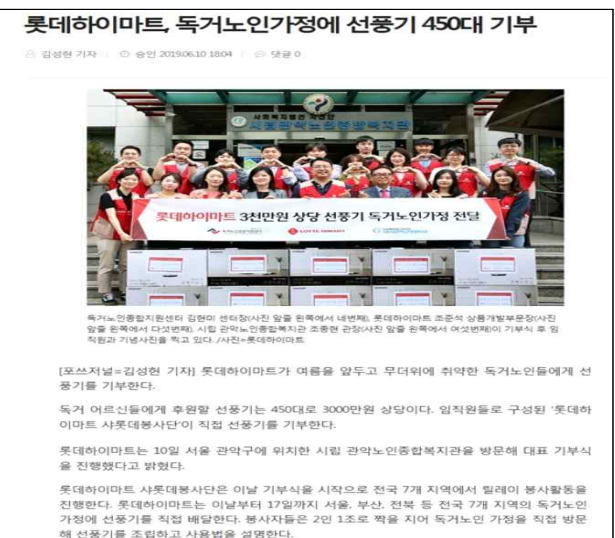 롯데하이마트, 독거노인가정에 선풍기 450대 기부
김성현 기자 승인 2019.06.10 18:04 댓글 0
사회복지법인
시립관악노인종합복지관
롯데하이마트 3천만원 상당 선풍기 독거노인가정 전달
LOTTE HIMART
독거노인종합지원센터 김현미 센터장(사진 앞줄 왼쪽에서 네번째), 롯데하이마트 조준석 상품개발부문장(사진
앞줄 왼쪽에서 다섯번째), 시립 관악노인종합복지관 조종현 관장(사진 앞줄 왼쪽에서 여섯번째)이 기부식 후 임
직원과 기념사진을 찍고 있다. /사진=롯데하이마트
[포쓰저널=김성현 기자] 롯데하이마트가 여름을 앞두고 무더위에 취약한 독거노인들에게 선
풍기를 기부한다.
독거 어르신들에게 후원할 선풍기는 450대로 3000만원 상당이다. 임직원들로 구성된 '롯데하
이마트 샤롯데봉사단'이 직접 선풍기를 기부한다.
롯데하이마트는 10일 서울 관악구에 위치한 시립 관악노인종합복지관을 방문해 대표 기부식
을 진행했다고 밝혔다.
롯데하이마트 샤롯데봉사단은 이날 기부식을 시작으로 전국 7개 지역에서 릴레이 봉사활동을
진행한다. 롯데하이마트는 이날부터 17일까지 서울, 부산, 전북 등 전국 7개 지역의 독거노인
가정에 선풍기를 직접 배달한다. 봉사자들은 2인 1조로 짝을 지어 독거노인 가정을 직접 방문
해 선풍기를 조립하고 사용법을 설명한다.